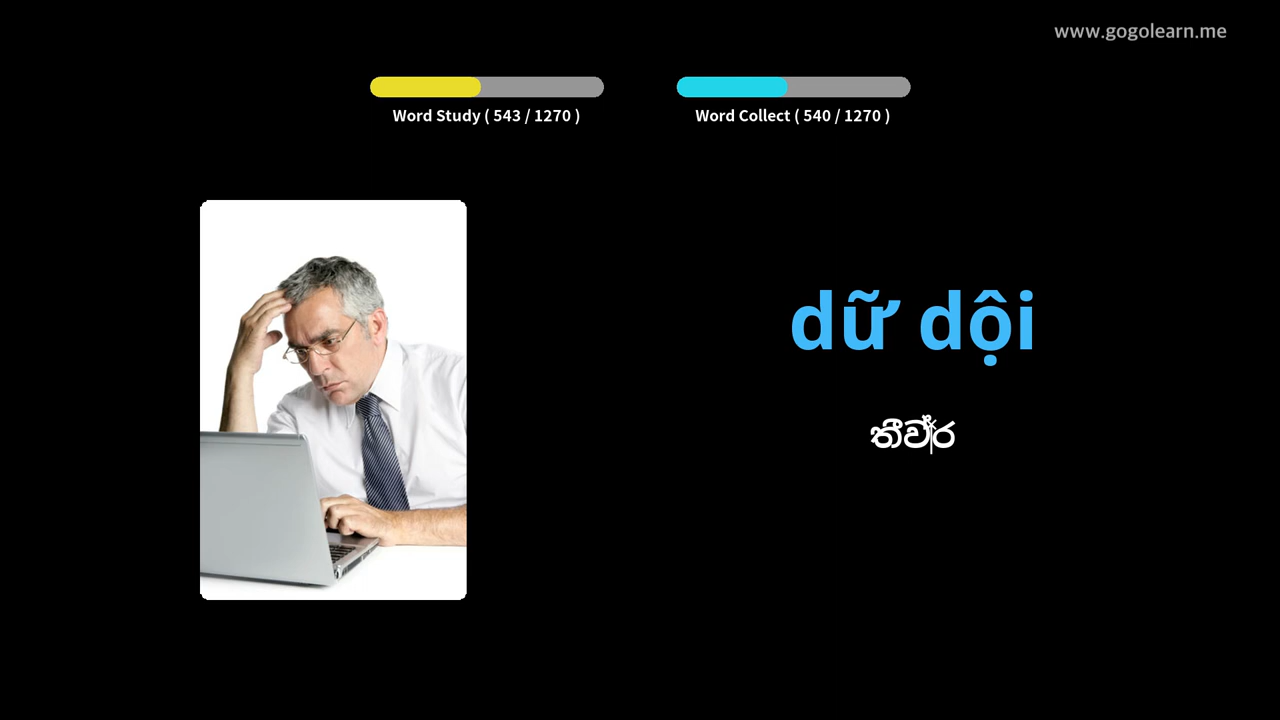 www.gogolearn.me
Word Study ( 543 / 1270 )
Word Collect ( 540 / 1270 )
dữ dội
තීව්‍ර